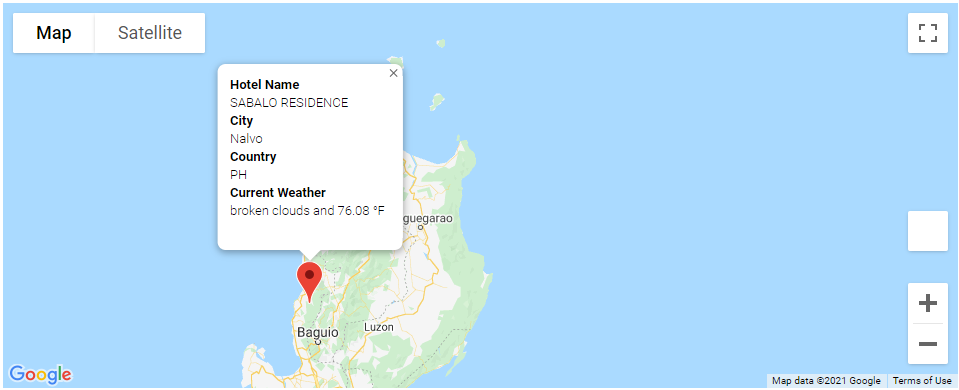 Map
Satellite
Hotel Name
SABALO RESIDENCE
City
Nalvo
Country
PH
Current Weather
broken clouds and 76.08 °F
guegarao
Luzon
Baguio
Google
Map data ©2021 Google
Terms of Use